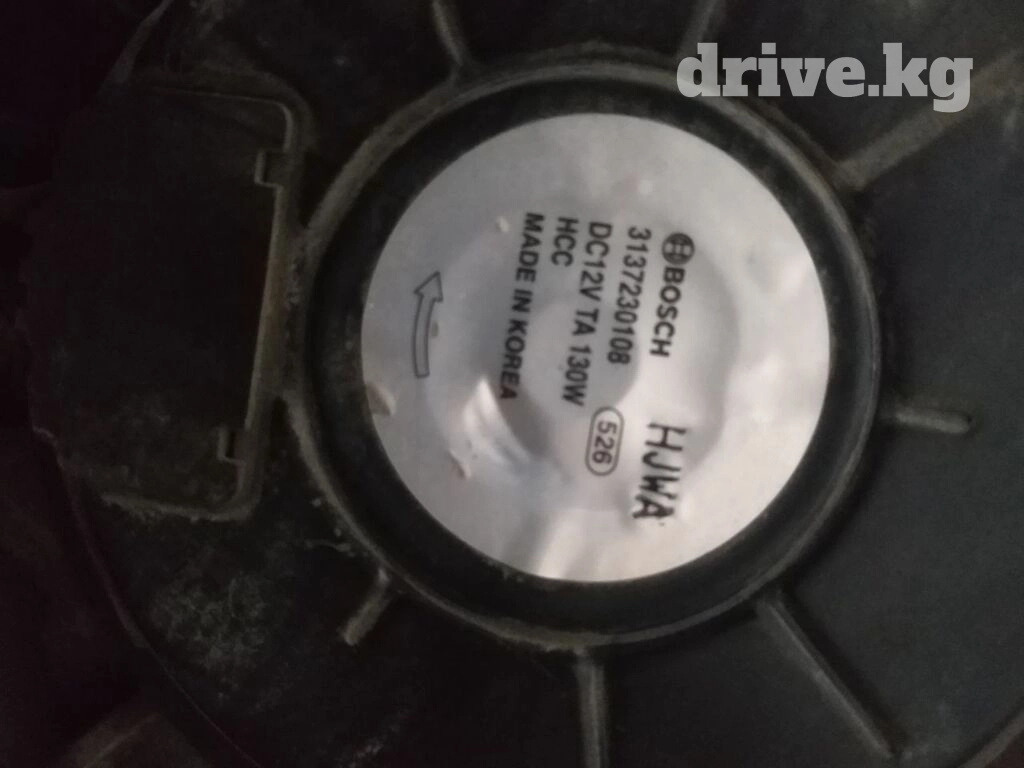 drive.kg
BOSCH
3137230108
DC12V TA 130W
HCC
MADE IN KOREA
526
HJWA